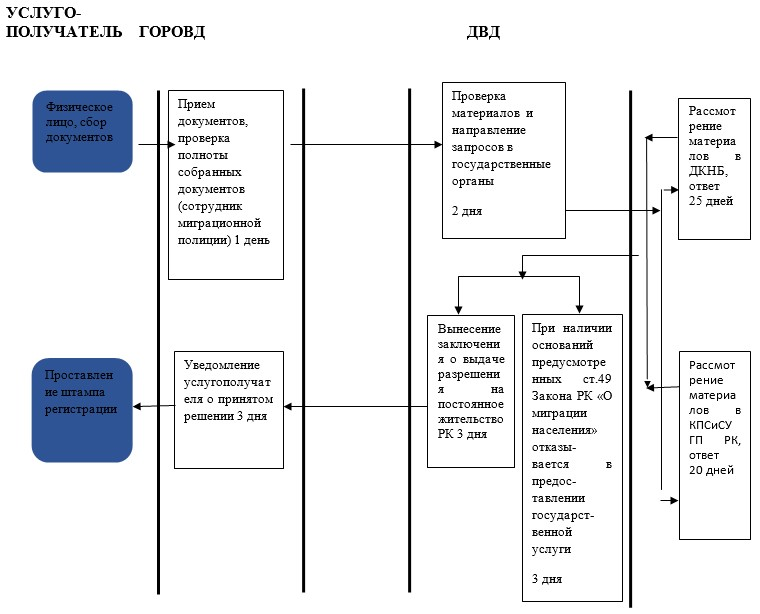 УСЛУГО-
ПОЛУЧАТЕЛЬ ГОРОВД ДВД
Физическое
лицо, сбор
документов
Прием
документов,
проверка
полноты
собранных
документов
(сотрудник
миграционной
полиции) 1 день
Проверка
материалов и
направление
запросов в
государственные
органы
2 дня
Рассмот
рение
материа
лов в
ДКНБ,
ответ
25 дней
Проставлен
ие штампа
регистрации
Уведомление
услугополучат
еля о принятом
решении 3 дня
Вынесение
заключени
я о выдаче
разрешени
я на
постоянное
жительство
РК 3 дня
При наличии
оснований
предусмотре
нных ст.49
Закона РК «О
миграции
населения»
отказы-
вается в
предос-
тавлении
государст-
венной
услуги
3 дня
Рассмот
рение
материа
лов в
КПСиСУ
ГП РК,
ответ
20 дней